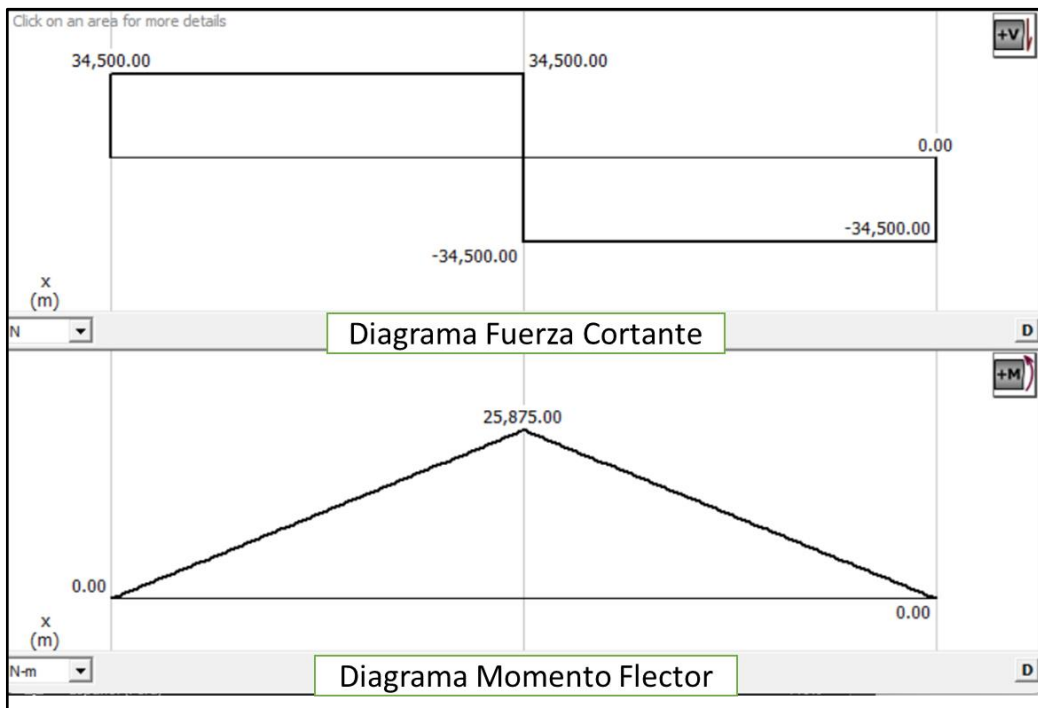 Click on an area for more details
+V
34,500.00
34,500.00
0.00
-34,500.00
-34,500.00
x
(m)
N
Diagrama Fuerza Cortante
D
+M
25,875.00
0.00
0.00
x
(m)
N-m
Diagrama Momento Flector
D